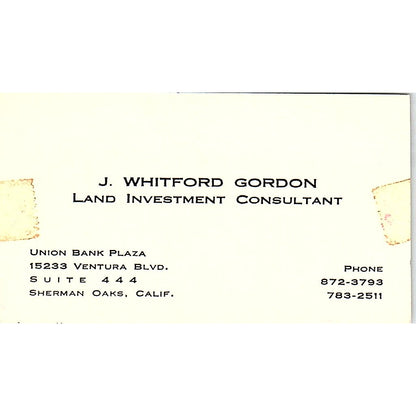 J. WHITFORD GORDON
LAND INVESTMENT CONSULTANT
UNION BANK PLAZA
15233 VENTURA BLVD.
SUITE 444
SHERMAN OAKS, CALIF.
PHONE
872-3793
783-2511